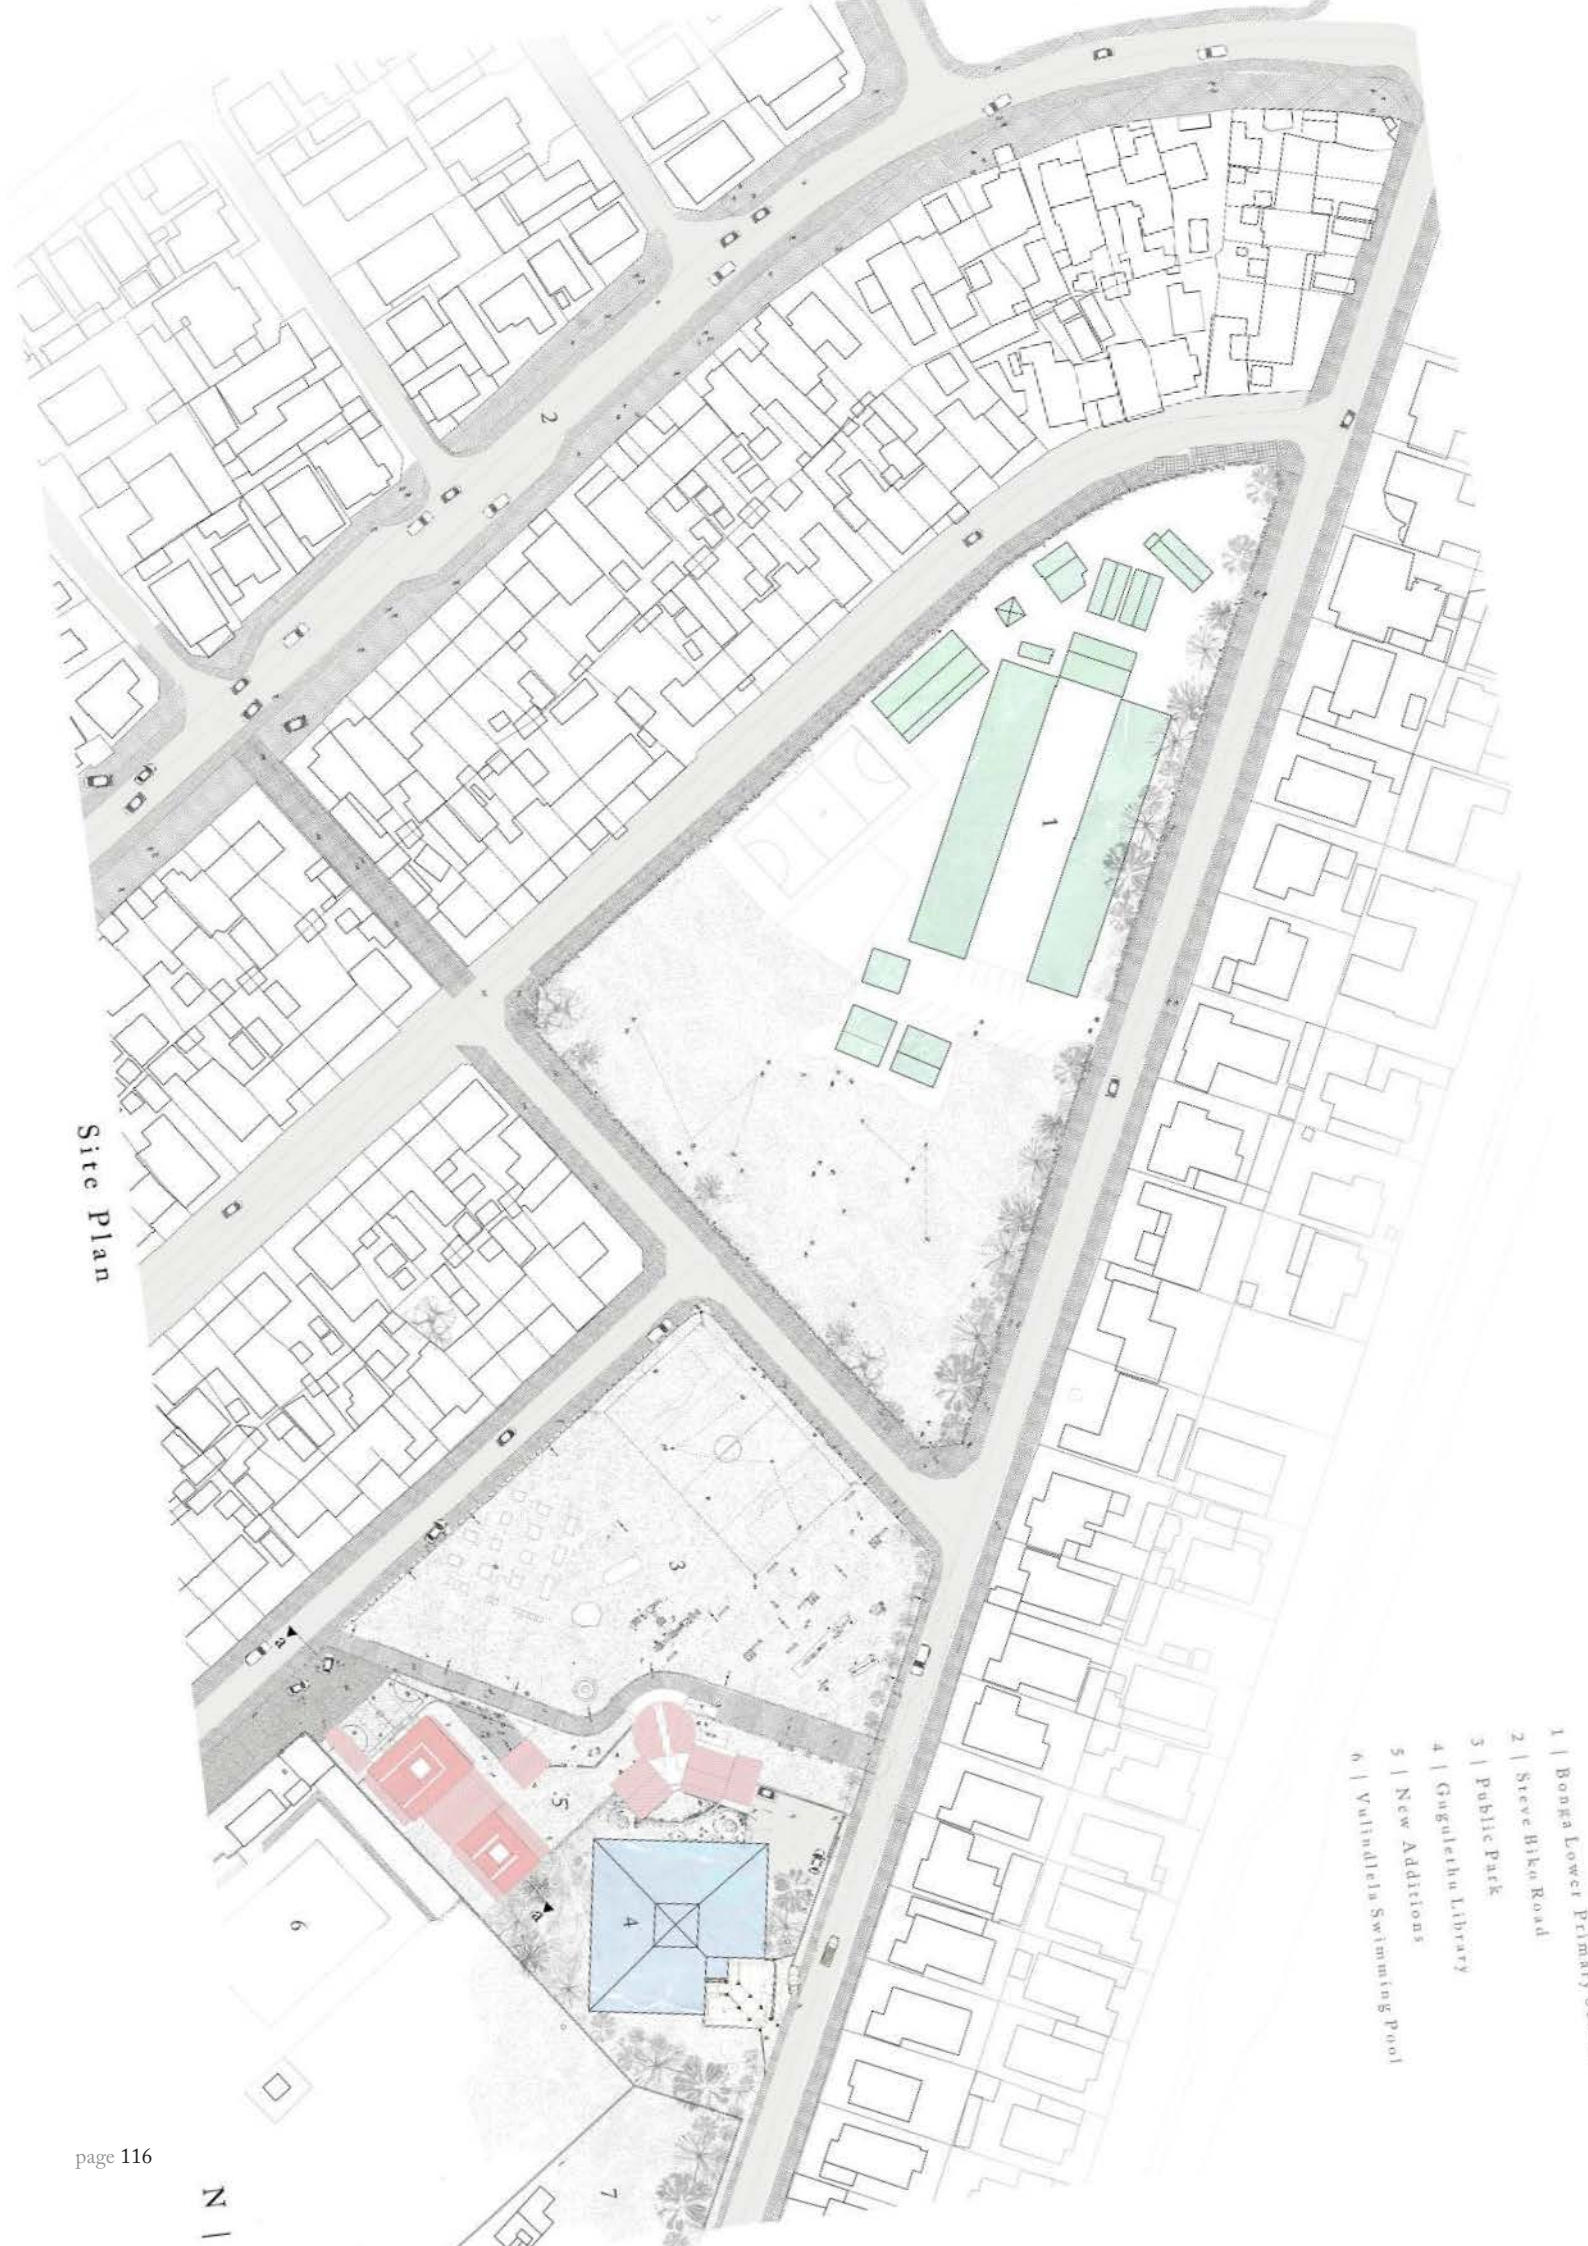 1 | Bonga Lower Primary
2 | Steve Biko Road
3 | Public Park
4 | Gugulethu Library
5 | New Additions
6 | Vulindlela Swimming Pool
1
2
3
4
5
6
7
a
a
Site Plan
N |
page 116